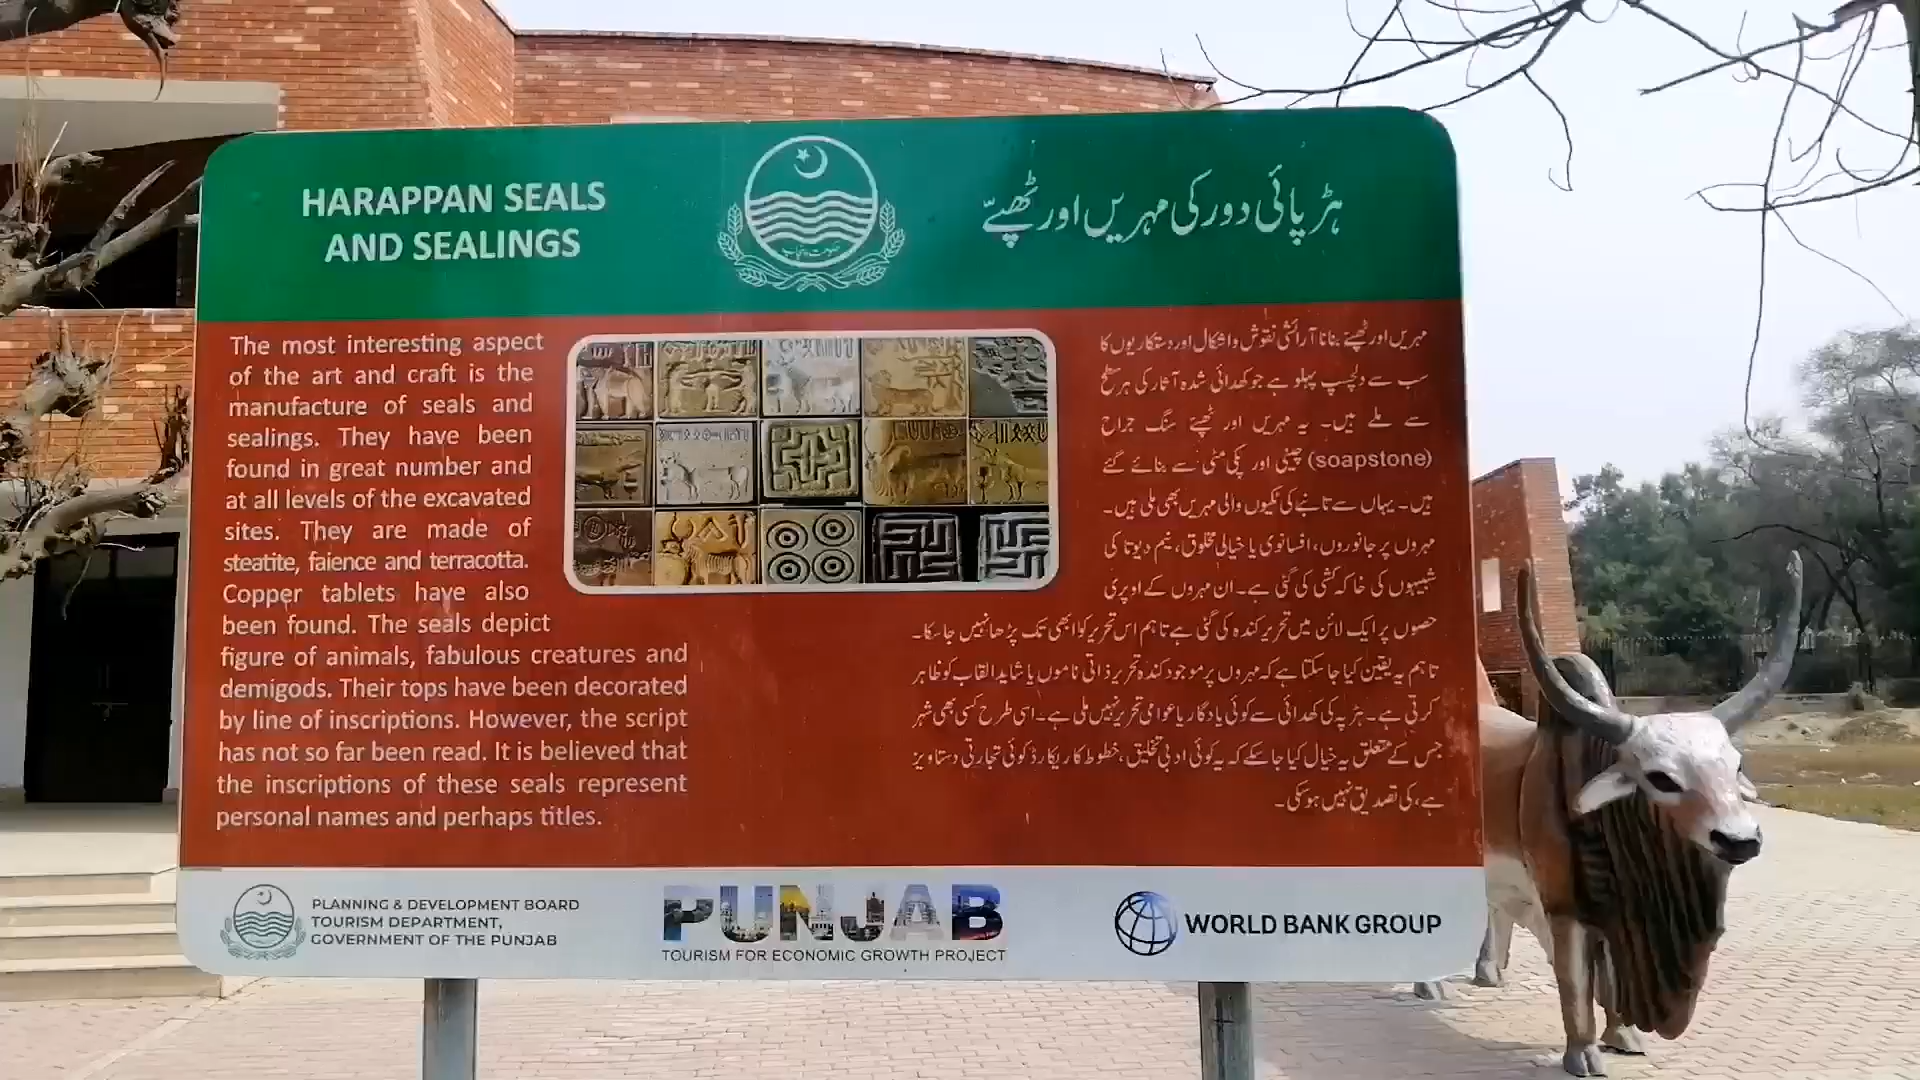 HARAPPAN SEALS
AND SEALINGS
ہڑپائی دور کی مہریں اور ٹھپّے
The most interesting aspect
of the art and craft is the
manufacture of seals and
sealings. They have been
found in great number and
at all levels of the excavated
sites. They are made of
steatite, faience and terracotta.
Copper tablets have also
been found. The seals depict
figure of animals, fabulous creatures and
demigods. Their tops have been decorated
by line of inscriptions. However, the script
has not so far been read. It is believed that
the inscriptions of these seals represent
personal names and perhaps titles.
مہریں اور ٹھپّے بنانا آرائشی نقوش و اشکال اور دستکاریوں کا
سب سے دلچسپ پہلو ہے جو کھدائی شدہ آثار کی ہر سطح
سے ملے ہیں۔ یہ مہریں اور ٹھپّے سنگ جراح
(soapstone) چینی اور پکی مٹی سے بنائے گئے
ہیں۔ یہاں سے تانبے کی ٹکیوں والی مہریں بھی ملی ہیں۔
مہروں پر جانوروں، افسانوی یا خیالی مخلوق، نیم دیوتا کی
شبیہوں کی خاکہ کشی کی گئی ہے۔ ان مہروں کے اوپری
حصوں پر ایک لائن میں تحریر کندہ کی گئی ہے تاہم اس تحریر کو ابھی تک پڑھا نہیں جا سکا۔
تاہم یہ یقین کیا جا سکتا ہے کہ مہروں پر موجود کندہ تحریر ذاتی ناموں یا شاید القاب کو ظاہر
کرتی ہے۔ ہڑپہ کی کھدائی سے کوئی یادگار یا عوامی تحریر نہیں ملی ہے۔ اسی طرح کسی بھی شہر
جس کے متعلق یہ خیال کیا جا سکے کہ یہ کوئی ادبی تخلیق، خطوط کا ریکارڈ کوئی تجارتی دستاویز
ہے، کی تصدیق نہیں ہو سکی۔
PLANNING & DEVELOPMENT BOARD
TOURISM DEPARTMENT,
GOVERNMENT OF THE PUNJAB
PUNJAB
TOURISM FOR ECONOMIC GROWTH PROJECT
WORLD BANK GROUP